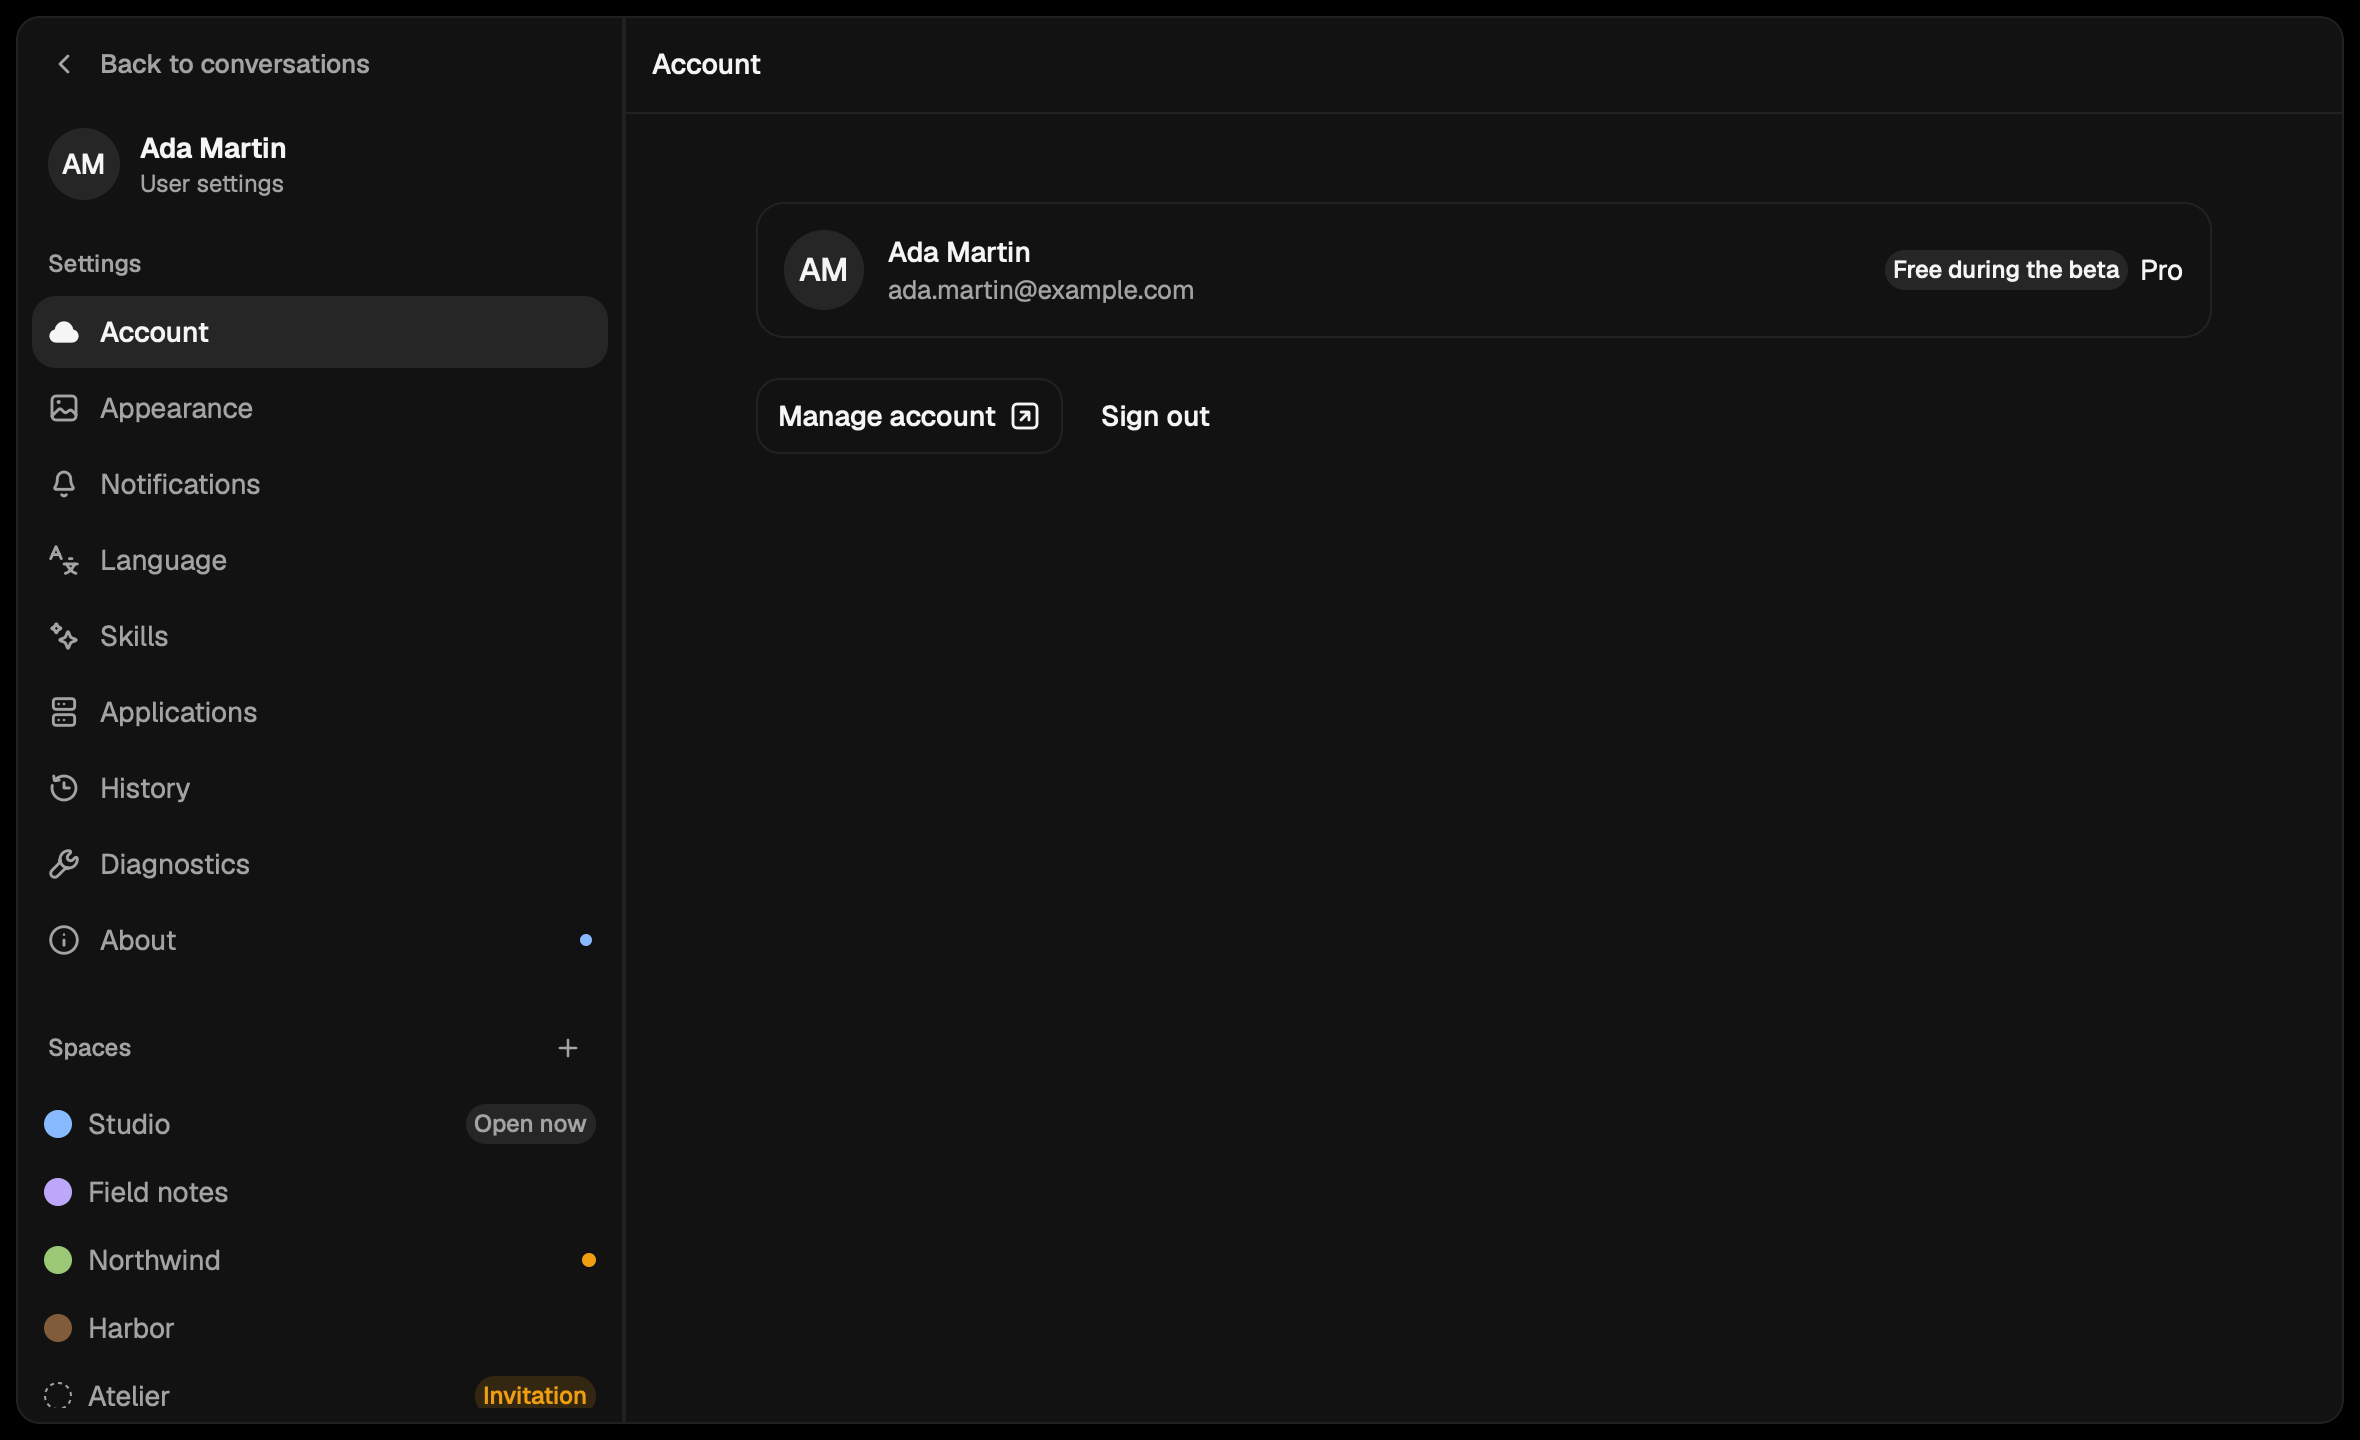 Back to conversations
AM
Ada Martin
User settings
Settings
Account
Appearance
Notifications
Language
Skills
Applications
History
Diagnostics
About
Spaces
Studio
Open now
Field notes
Northwind
Harbor
Atelier
Invitation
Account
AM
Ada Martin
ada.martin@example.com
Free during the beta
Pro
Manage account
Sign out